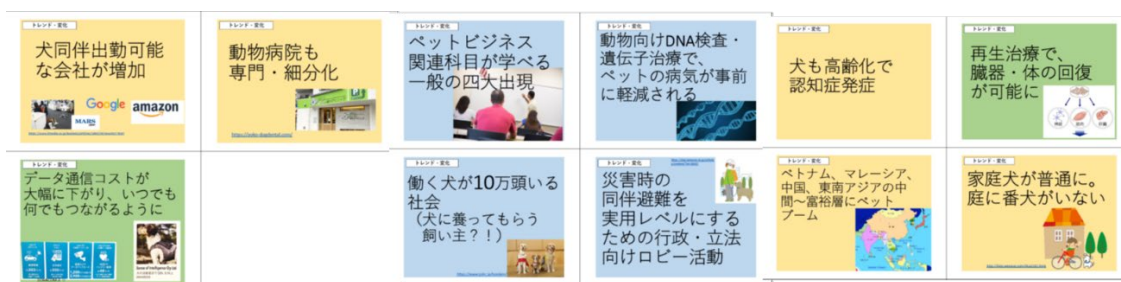 トレンド・変化
犬同伴出勤可能
な会社が増加
Google amazon
MARS
トレンド・変化
動物病院も
専門・細分化
トレンド・変化
ペットビジネス
関連科目が学べる
一般の四大出現
トレンド・変化
動物向けDNA検査・
遺伝子治療で、
ペットの病気が事前
に軽減される
トレンド・変化
犬も高齢化で
認知症発症
トレンド・変化
再生治療で、
臓器・体の回復
が可能に
トレンド・変化
データ通信コストが
大幅に下がり、いつでも
何でもつながるように
トレンド・変化
働く犬が10万頭いる
社会
（犬に養ってもらう
飼い主？！）
トレンド・変化
災害時の
同伴避難を
実用レベルにする
ための行政・立法
向けロビー活動
トレンド・変化
ベトナム、マレーシア、
中国、東南アジアの中
間～富裕層にペット
ブーム
トレンド・変化
家庭犬が普通に。
庭に番犬がいない